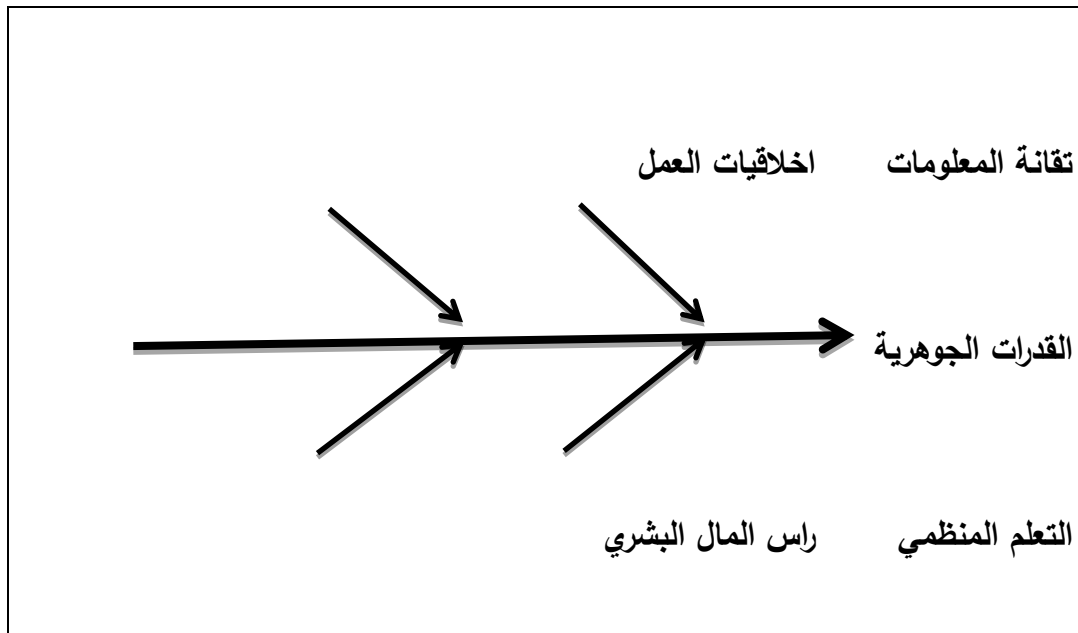 تقانة المعلومات اخلاقيات العمل
القدرات الجوهرية
التعلم المنظمي راس المال البشري